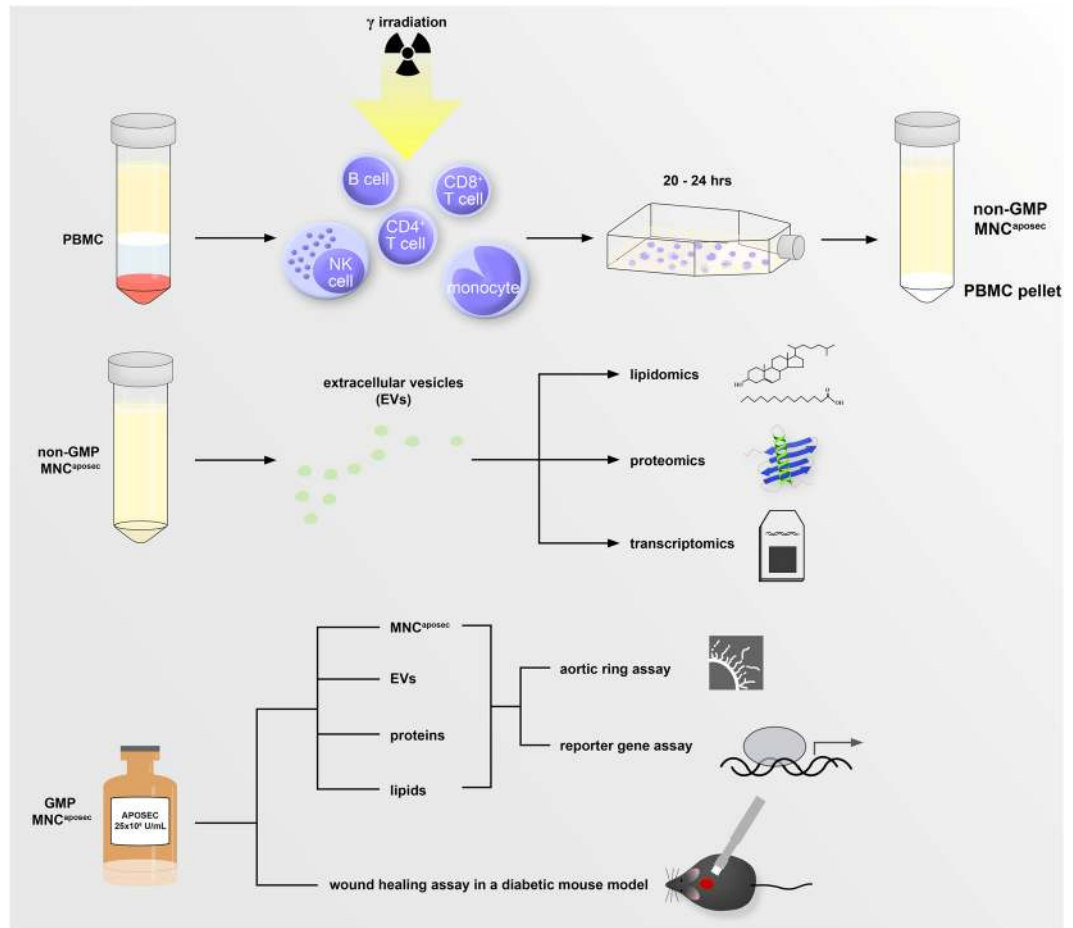 γ irradiation
PBMC
B cell
CD8⁺
T cell
CD4⁺
T cell
NK
cell
monocyte
20 - 24 hrs
non-GMP
MNCᵃᵖᵒˢᵉᶜ
PBMC pellet
non-GMP
MNCᵃᵖᵒˢᵉᶜ
extracellular vesicles
(EVs)
lipidomics
HO
O
OH
proteomics
transcriptomics
GMP
MNCᵃᵖᵒˢᵉᶜ
APOSEC
25x10⁶ U/mL
MNCᵃᵖᵒˢᵉᶜ
EVs
proteins
lipids
aortic ring assay
reporter gene assay
wound healing assay in a diabetic mouse model